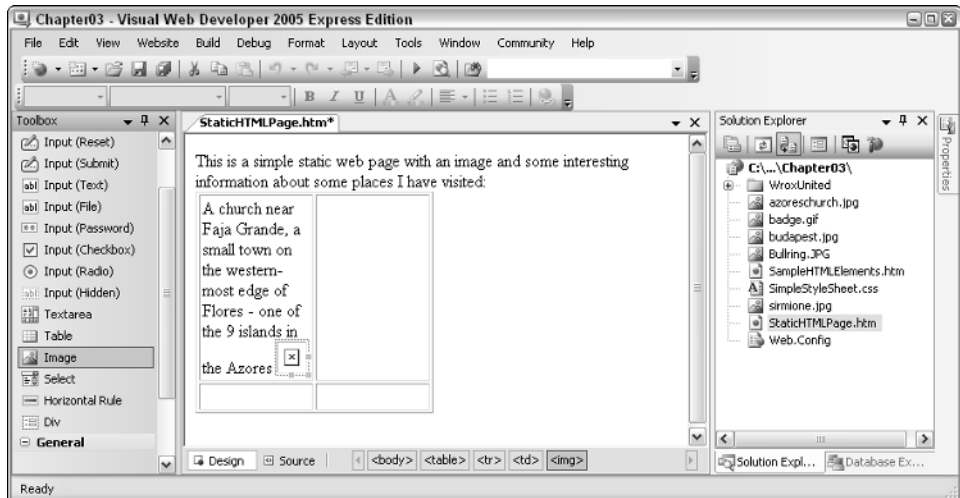 Chapter03 - Visual Web Developer 2005 Express Edition
File Edit View Website Build Debug Format Layout Tools Window Community Help
B I U A
Toolbox
Input (Reset)
Input (Submit)
abl Input (Text)
abl Input (File)
Input (Password)
Input (Checkbox)
Input (Radio)
abl Input (Hidden)
Textarea
Table
Image
Select
Horizontal Rule
Div
General
StaticHTMLPage.htm*
This is a simple static web page with an image and some interesting
information about some places I have visited:
A church near
Faja Grande, a
small town on
the western-
most edge of
Flores - one of
the 9 islands in
the Azores
Design Source <body> <table> <tr> <td> <img>
Solution Explorer
C:\...\Chapter03\
WroxUnited
azoreschurch.jpg
badge.gif
budapest.jpg
Bullring.JPG
SampleHTMLElements.htm
SimpleStyleSheet.css
sirmione.jpg
StaticHTMLPage.htm
Web.Config
Solution Expl... Database Ex...
Properties
Ready